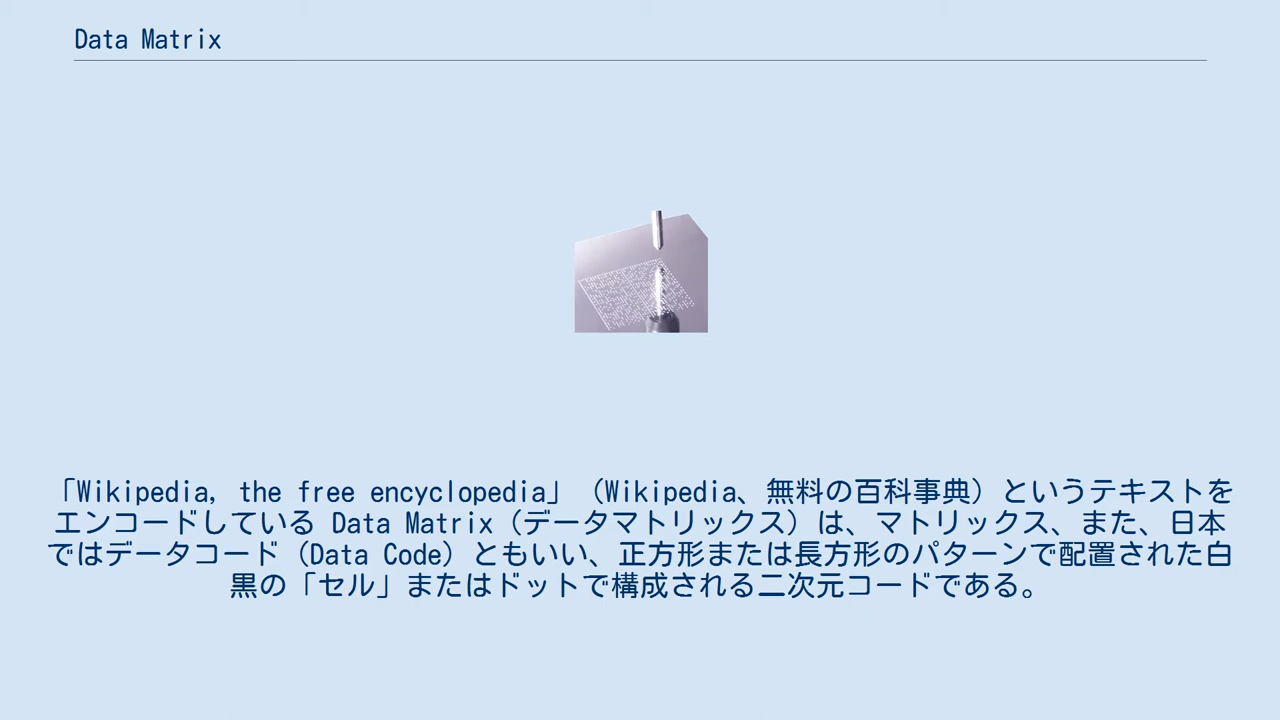 Data Matrix
「Wikipedia, the free encyclopedia」（Wikipedia、無料の百科事典）というテキストを
エンコードしている Data Matrix（データマトリックス）は、マトリックス、また、日本
ではデータコード（Data Code）ともいい、正方形または長方形のパターンで配置された白
黒の「セル」またはドットで構成される二次元コードである。